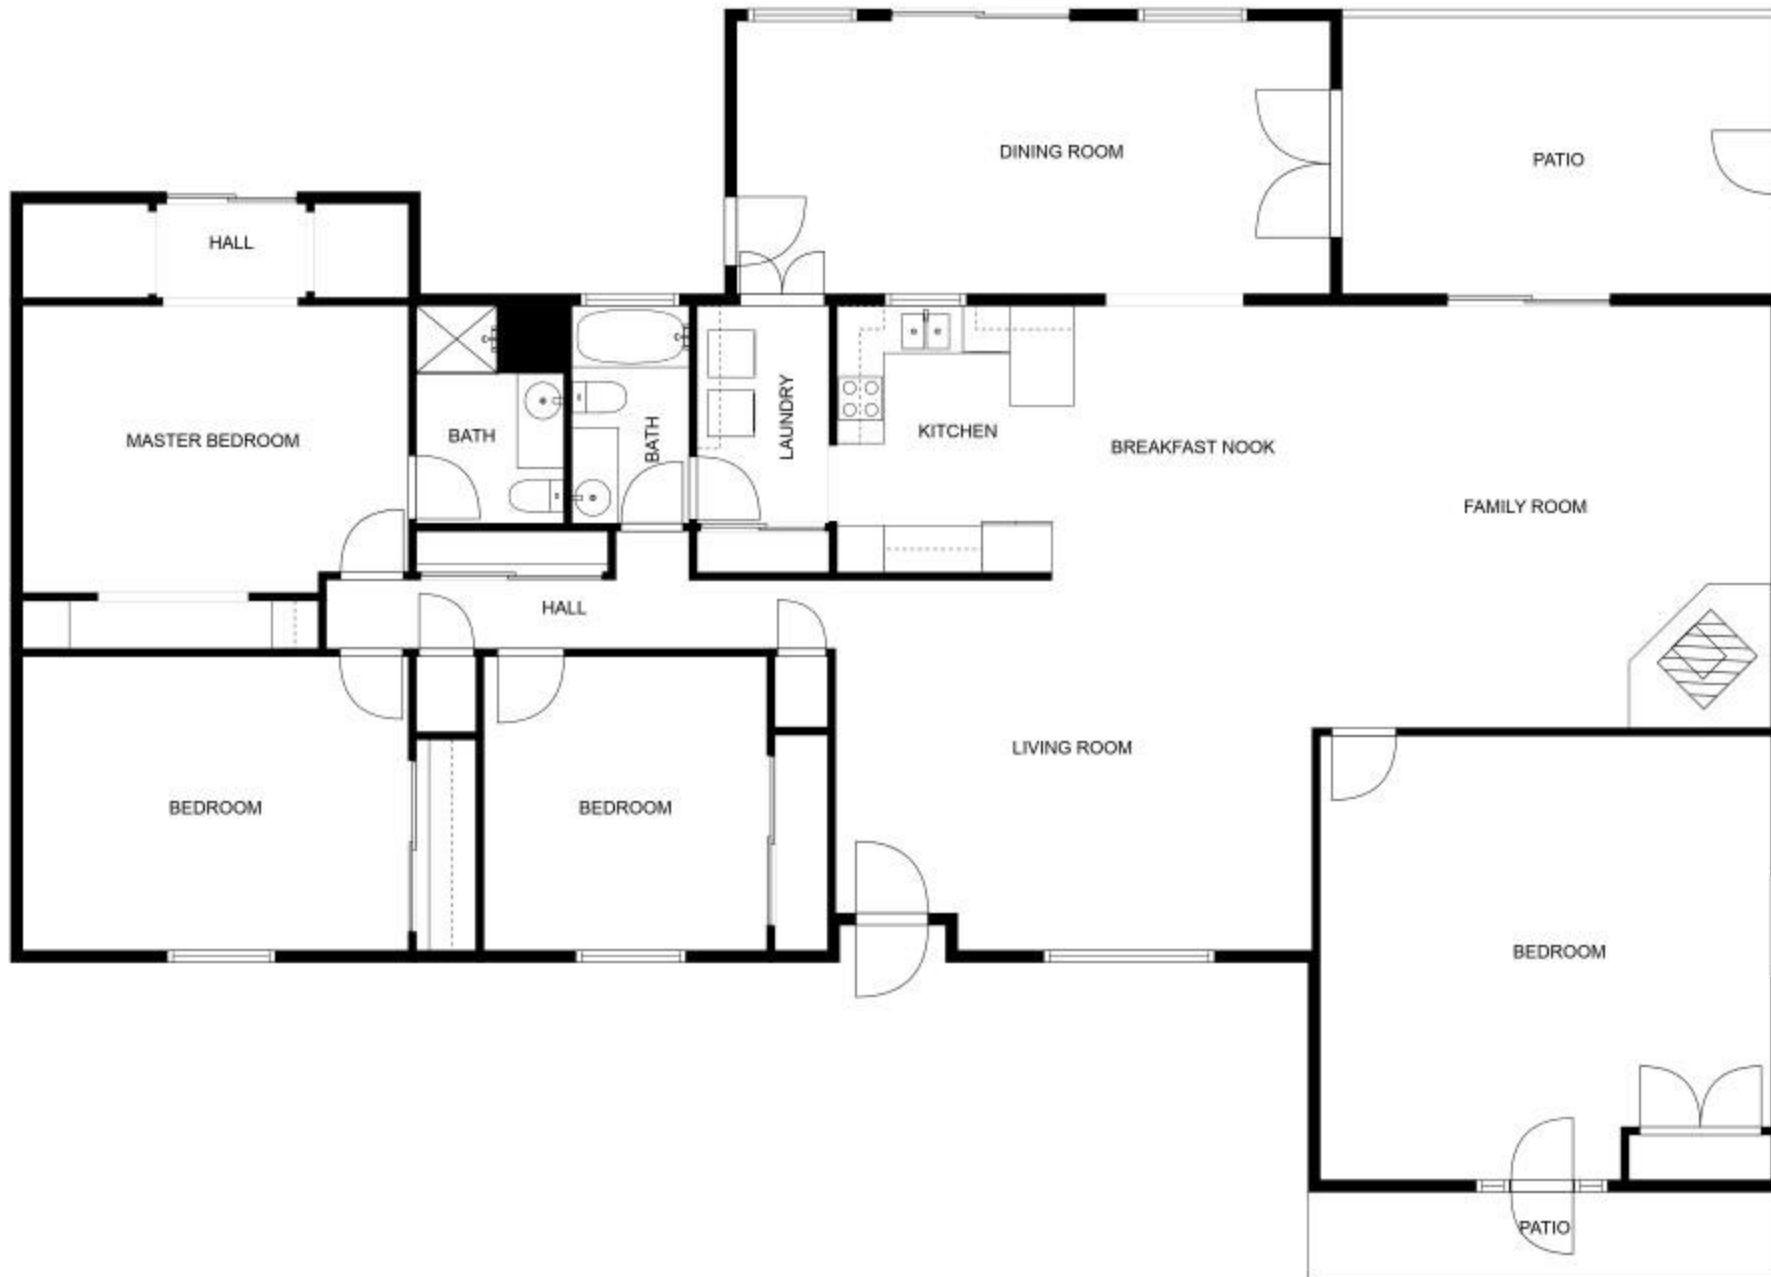 DINING ROOM
PATIO
HALL
MASTER BEDROOM
BATH
BATH
LAUNDRY
KITCHEN
BREAKFAST NOOK
FAMILY ROOM
HALL
LIVING ROOM
BEDROOM
BEDROOM
BEDROOM
PATIO